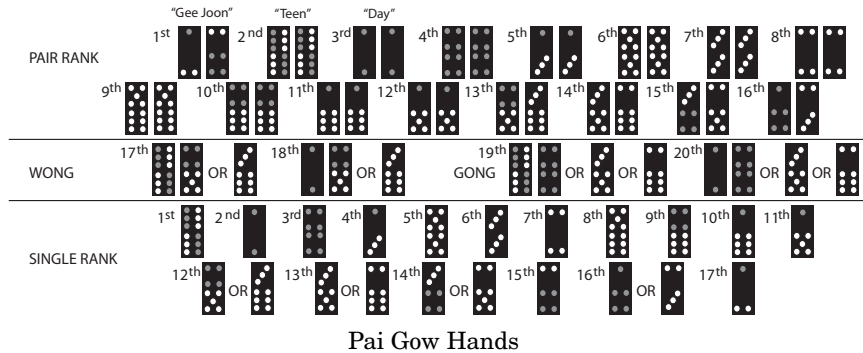 "Gee Joon" "Teen" "Day"
1st 2nd 3rd 4th 5th 6th 7th 8th
PAIR RANK
9th 10th 11th 12th 13th 14th 15th 16th
17th 18th 19th 20th
WONG OR OR GONG OR OR OR OR
1st 2nd 3rd 4th 5th 6th 7th 8th 9th 10th 11th
SINGLE RANK
12th OR 13th OR 14th OR 15th 16th OR 17th
Pai Gow Hands